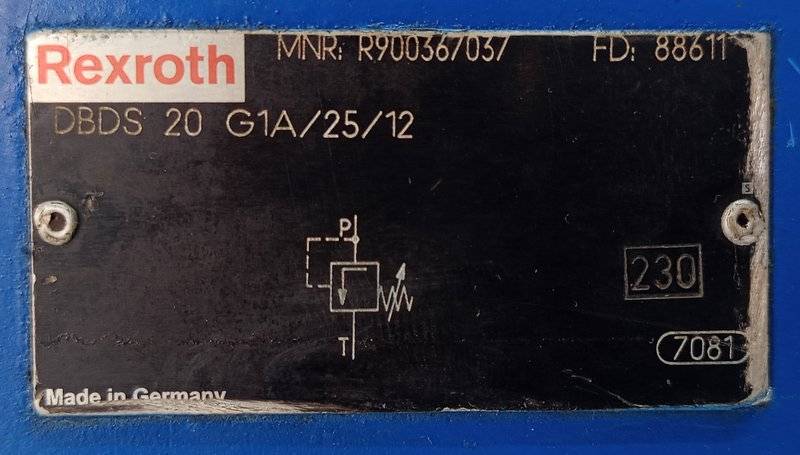 Rexroth
MNR: R900367037 FD: 88611
DBDS 20 G1A/25/12
S
P
230
T
7081
Made in Germany